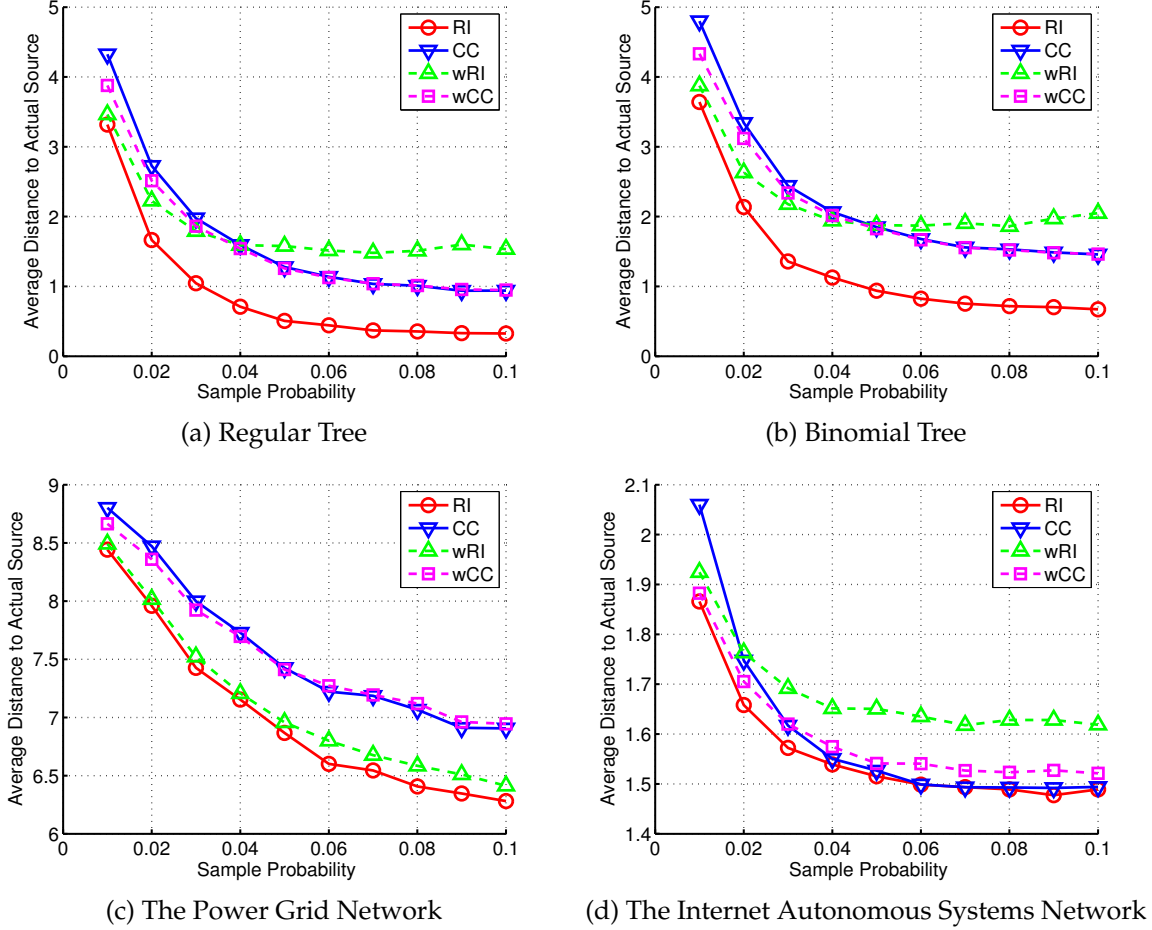 5
4
3
2
1
0
0
0.02
0.04
0.06
0.08
0.1
Average Distance to Actual Source
Sample Probability
RI
CC
wRI
wCC
(a) Regular Tree
5
4
3
2
1
0
0
0.02
0.04
0.06
0.08
0.1
Average Distance to Actual Source
Sample Probability
RI
CC
wRI
wCC
(b) Binomial Tree
9
8.5
8
7.5
7
6.5
6
0
0.02
0.04
0.06
0.08
0.1
Average Distance to Actual Source
Sample Probability
RI
CC
wRI
wCC
(c) The Power Grid Network
2.1
2
1.9
1.8
1.7
1.6
1.5
1.4
0
0.02
0.04
0.06
0.08
0.1
Average Distance to Actual Source
Sample Probability
RI
CC
wRI
wCC
(d) The Internet Autonomous Systems Network